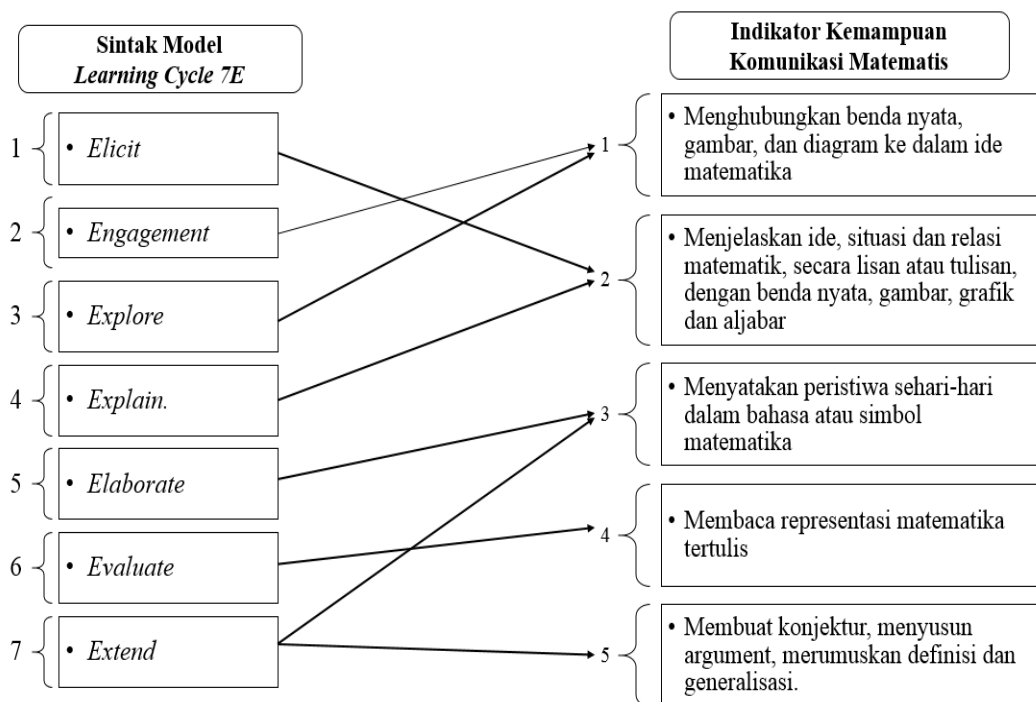 Sintak Model
Learning Cycle 7E
1
• Elicit
2
• Engagement
3
• Explore
4
• Explain.
5
• Elaborate
6
• Evaluate
7
• Extend
Indikator Kemampuan
Komunikasi Matematis
1
• Menghubungkan benda nyata,
gambar, dan diagram ke dalam ide
matematika
2
• Menjelaskan ide, situasi dan relasi
matematik, secara lisan atau tulisan,
dengan benda nyata, gambar, grafik
dan aljabar
3
• Menyatakan peristiwa sehari-hari
dalam bahasa atau simbol
matematika
4
• Membaca representasi matematika
tertulis
5
• Membuat konjektur, menyusun
argument, merumuskan definisi dan
generalisasi.